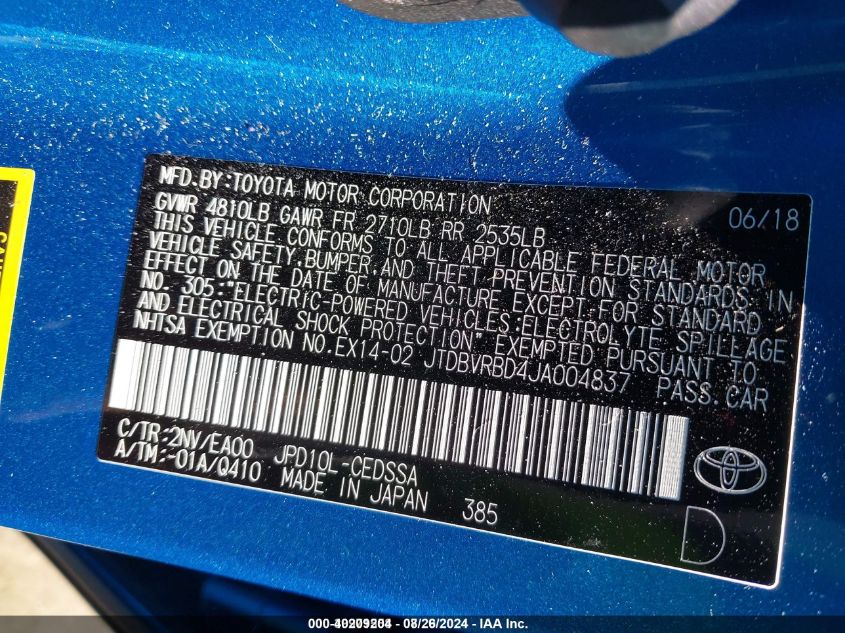 MFD.BY:TOYOTA MOTOR CORPORATION 06/18
GVWR 4810LB GAWR FR 2710LB RR 2535LB
THIS VEHICLE CONFORMS TO ALL APPLICABLE FEDERAL MOTOR
VEHICLE SAFETY,BUMPER,AND THEFT PREVENTION STANDARDS IN
EFFECT ON THE DATE OF MANUFACTURE EXCEPT FOR STANDARD
NO. 305:"ELECTRIC-POWERED VEHICLES:ELECTROLYTE SPILLAGE
AND ELECTRICAL SHOCK PROTECTION" EXEMPTED PURSUANT TO
NHTSA EXEMPTION NO.EX14-02 JTDBVRBD4JA004837 PASS.CAR
C/TR:2NV/EA00 JPD10L-CEDSSA
A/TM:-01A/Q410 MADE IN JAPAN 385
D
08/26/2024 - IAA Inc.